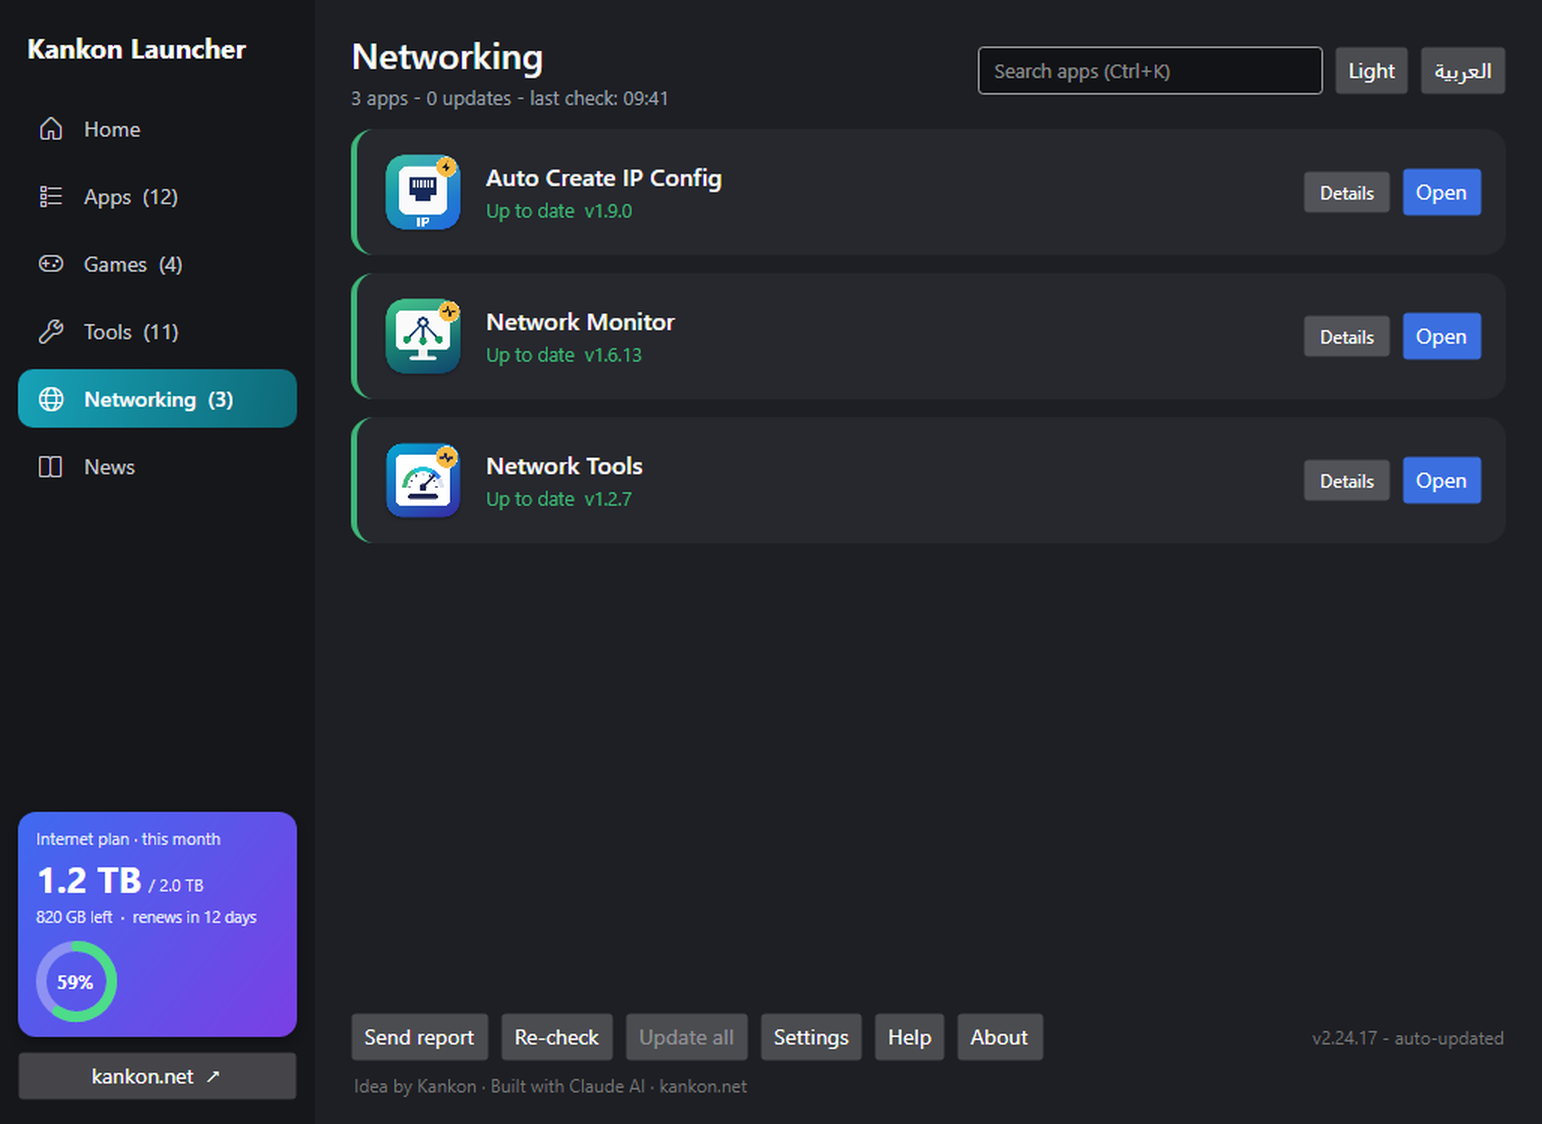 Kankon Launcher
Home
Apps (12)
Games (4)
Tools (11)
Networking (3)
News
Internet plan · this month
1.2 TB / 2.0 TB
820 GB left · renews in 12 days
59%
kankon.net ↗
Networking
3 apps - 0 updates - last check: 09:41
Search apps (Ctrl+K)
Light
العربية
IP
Auto Create IP Config
Up to date v1.9.0
Details
Open
Network Monitor
Up to date v1.6.13
Details
Open
Network Tools
Up to date v1.2.7
Details
Open
Send report
Re-check
Update all
Settings
Help
About
v2.24.17 - auto-updated
Idea by Kankon · Built with Claude AI · kankon.net